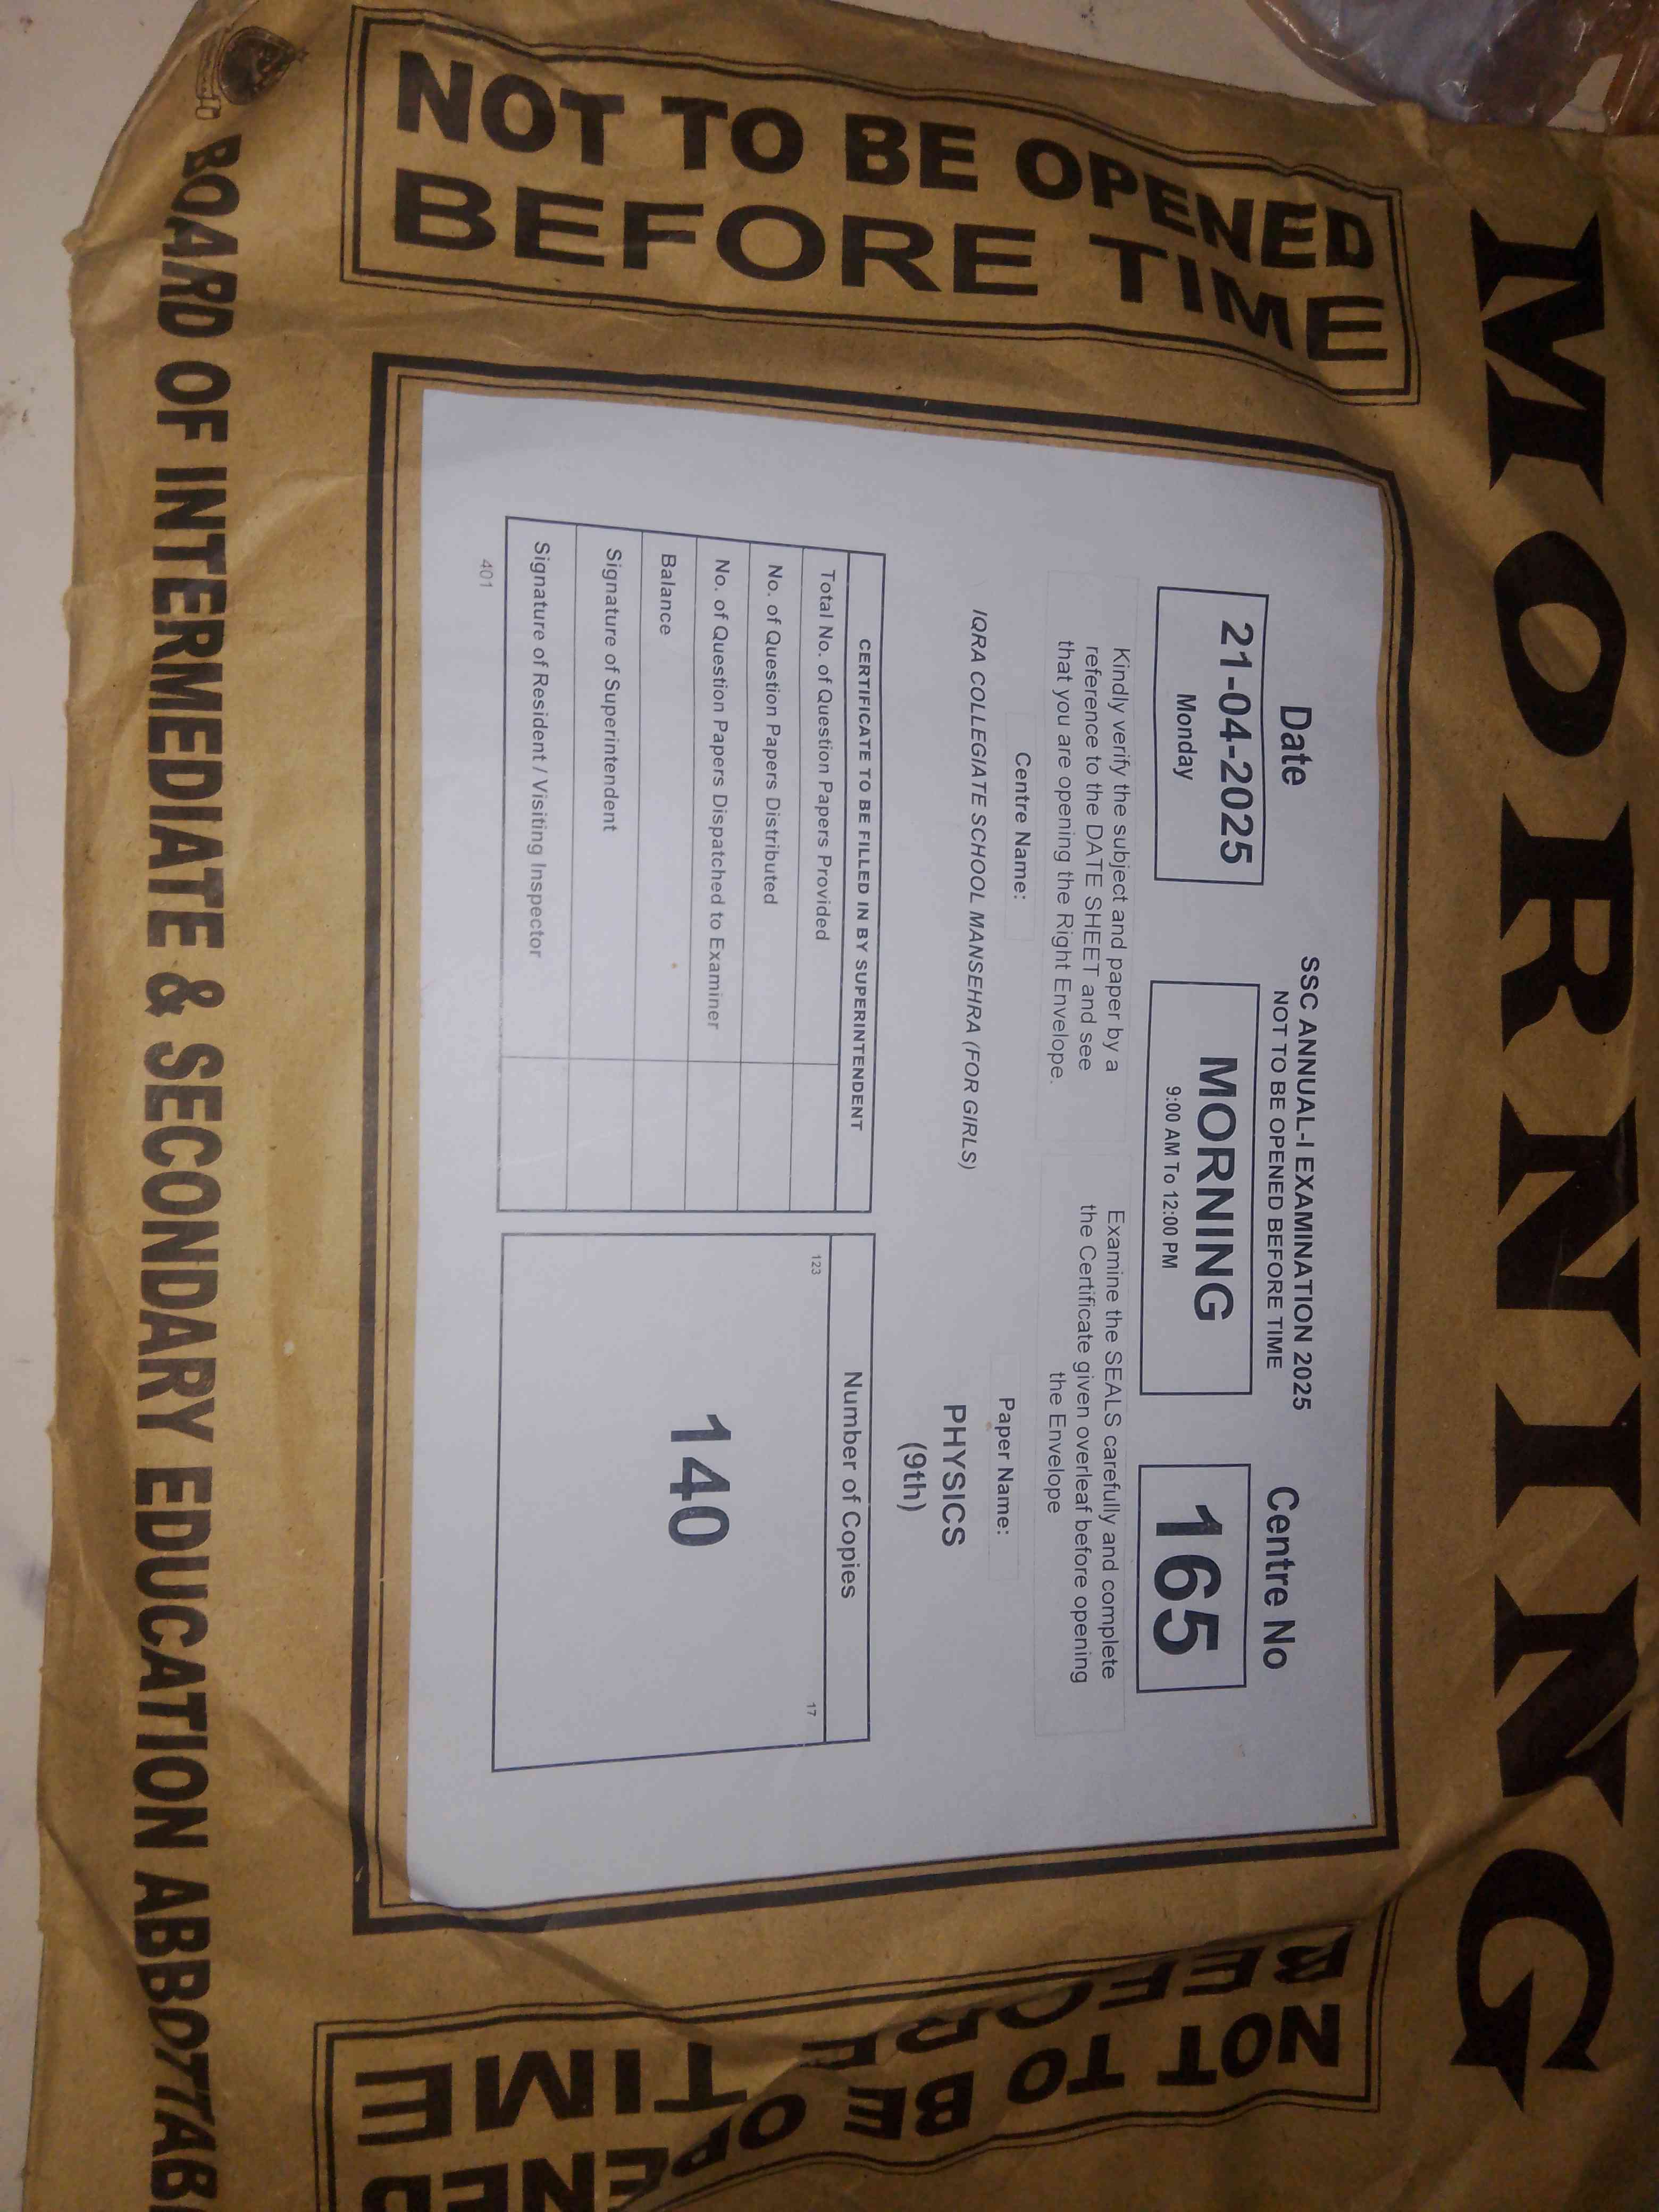 MORNING
NOT TO BE OPENED
BEFORE TIME
Date
21-04-2025
Monday
SSC ANNUAL-I EXAMINATION 2025
NOT TO BE OPENED BEFORE TIME
MORNING
9:00 AM To 12:00 PM
Centre No
165
Kindly verify the subject and paper by a
reference to the DATE SHEET and see
that you are opening the Right Envelope.
Examine the SEALS carefully and complete
the Certificate given overleaf before opening
the Envelope
Centre Name:
IQRA COLLEGIATE SCHOOL MANSEHRA (FOR GIRLS)
Paper Name:
PHYSICS
(9th)
CERTIFICATE TO BE FILLED IN BY SUPERINTENDENT
Total No. of Question Papers Provided
No. of Question Papers Distributed
No. of Question Papers Dispatched to Examiner
Balance
Signature of Superintendent
Signature of Resident / Visiting Inspector
401
Number of Copies
123
17
140
NOT TO BE OPENED
BEFORE TIME
BOARD OF INTERMEDIATE & SECONDARY EDUCATION ABBOTTAB